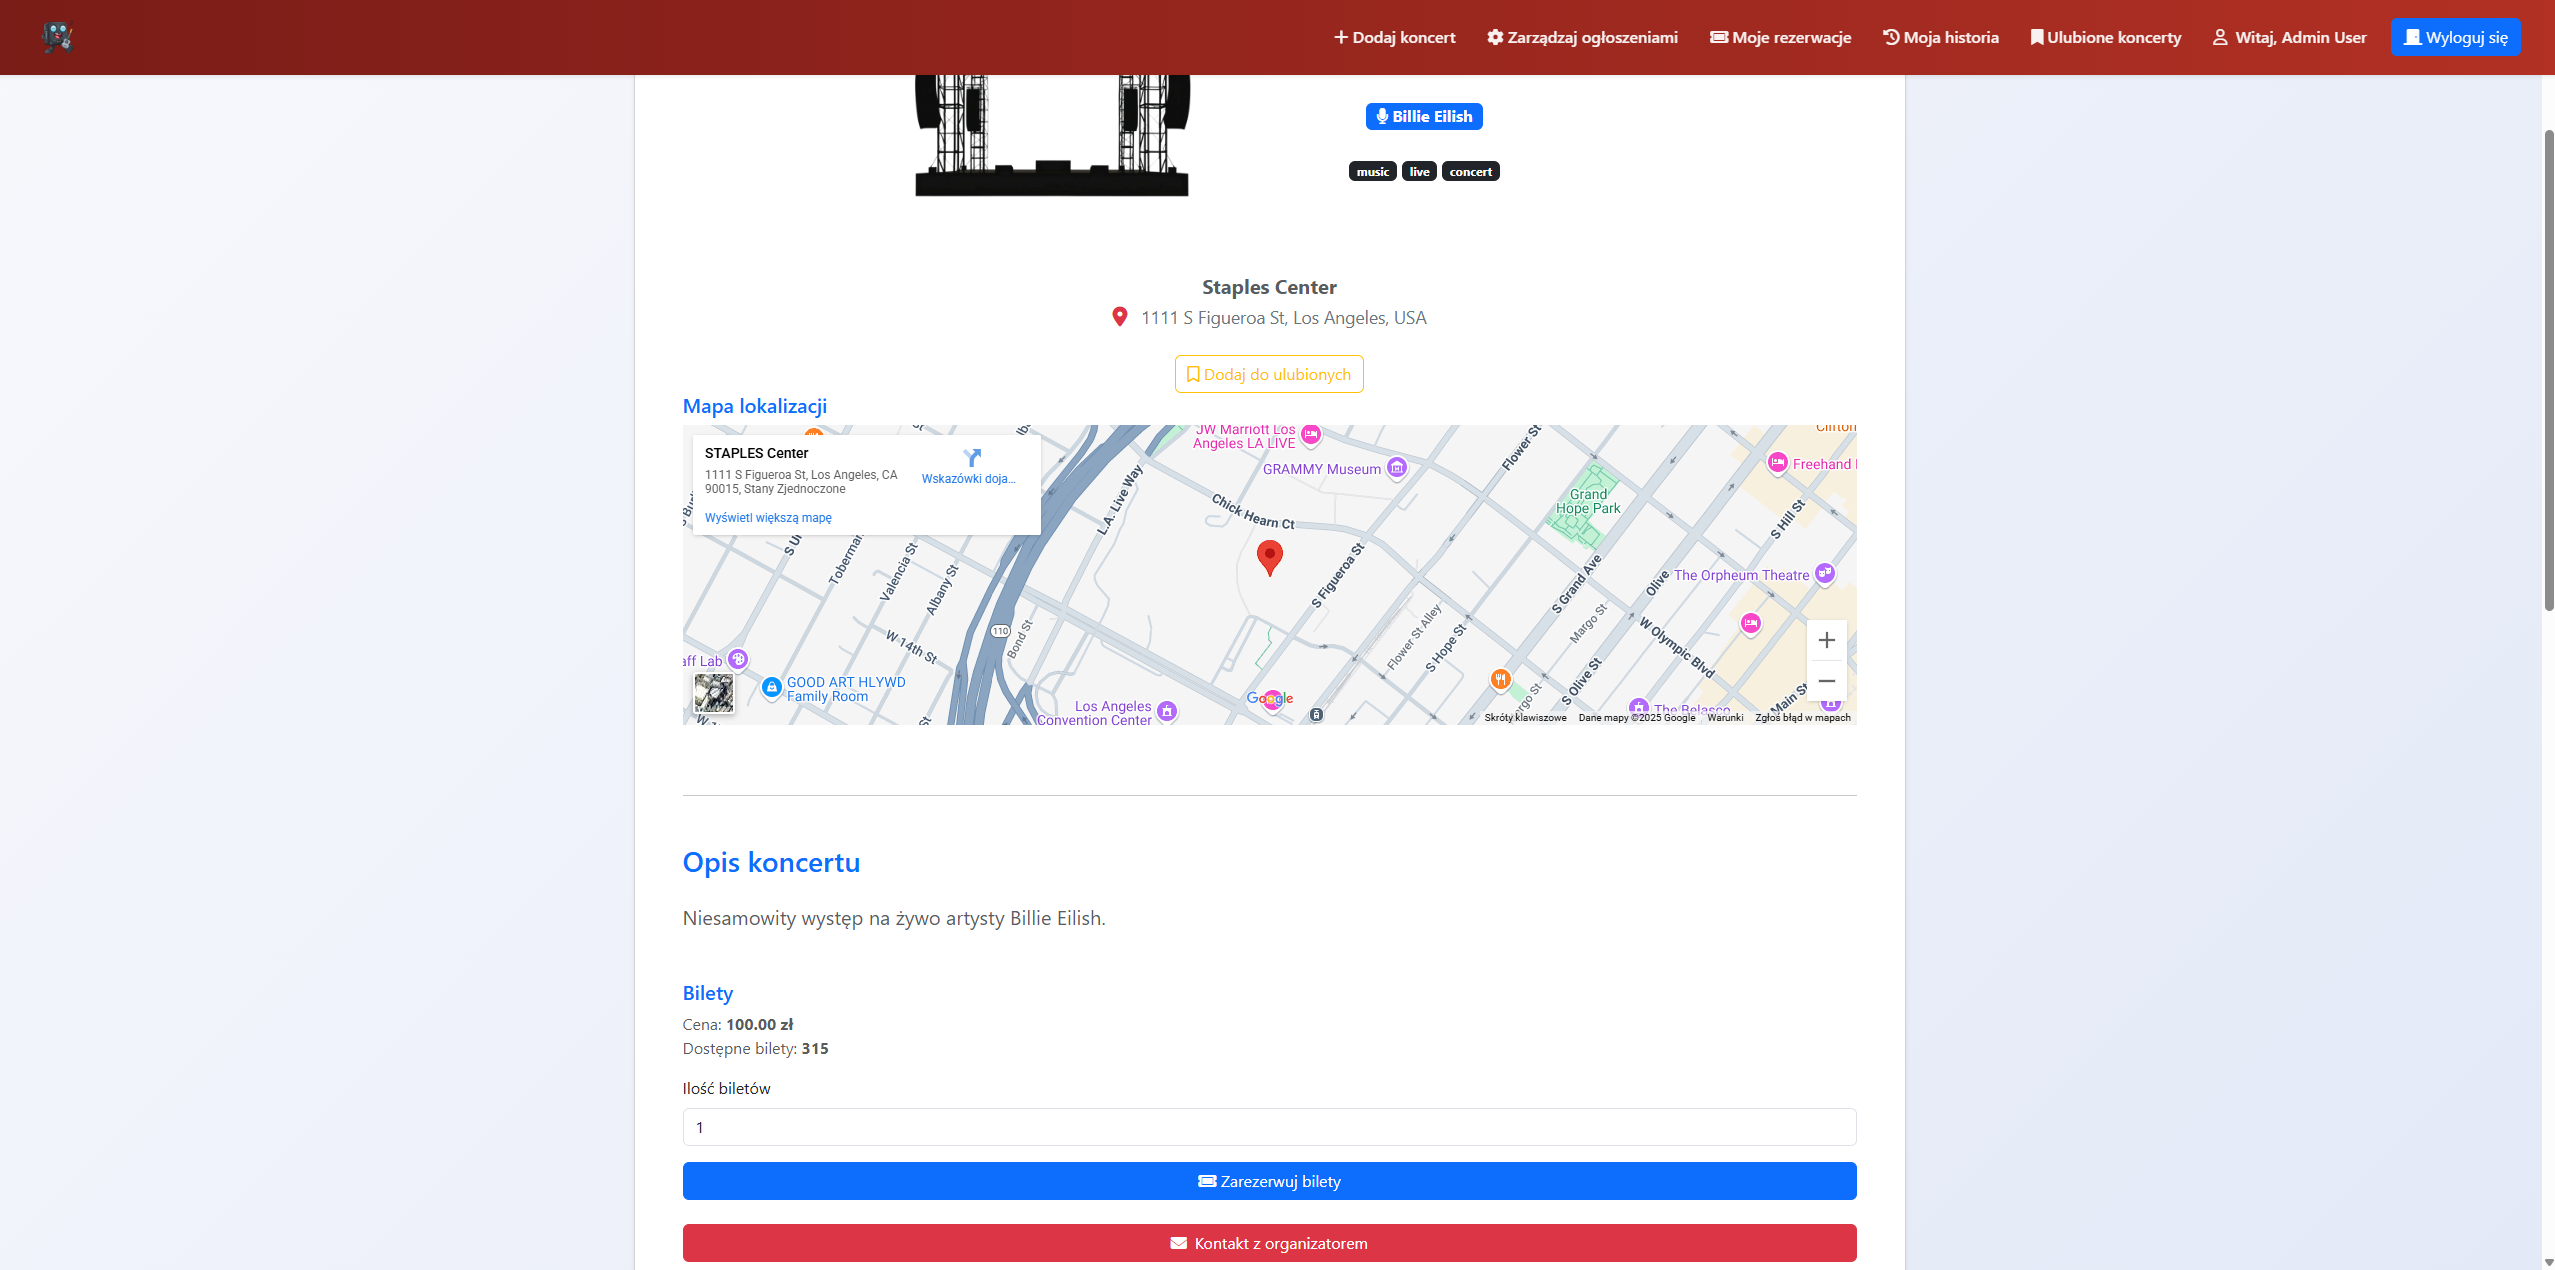 Dodaj koncert
Zarządzaj ogłoszeniami
Moje rezerwacje
Moja historia
Ulubione koncerty
Witaj, Admin User
Wyloguj się
Billie Eilish
music
live
concert
Staples Center
1111 S Figueroa St, Los Angeles, USA
Dodaj do ulubionych
Mapa lokalizacji
STAPLES Center
1111 S Figueroa St, Los Angeles, CA
90015, Stany Zjednoczone
Wskazówki doja...
Wyświetl większą mapę
JW Marriott Los
Angeles LA LIVE
GRAMMY Museum
Flower St
Clifton
Freehand
Grand
Hope Park
L.A. Live Way
Chick Hearn Ct
S Hill St
Valencia St
Albany St
S Figueroa St
S Grand Ave
Olive
The Orpheum Theatre
110
Bond St
W 14th St
Flower St Alley
S Hope St
Margo St
W Olympic Blvd
aff Lab
GOOD ART HLYWD
Family Room
Los Angeles
Convention Center
Google
S Olive St
argo St
The Belasco
Main St
Skróty klawiszowe
Dane mapy ©2025 Google
Warunki
Zgłoś błąd w mapach
Opis koncertu
Niesamowity występ na żywo artysty Billie Eilish.
Bilety
Cena: 100.00 zł
Dostępne bilety: 315
Ilość biletów
1
Zarezerwuj bilety
Kontakt z organizatorem